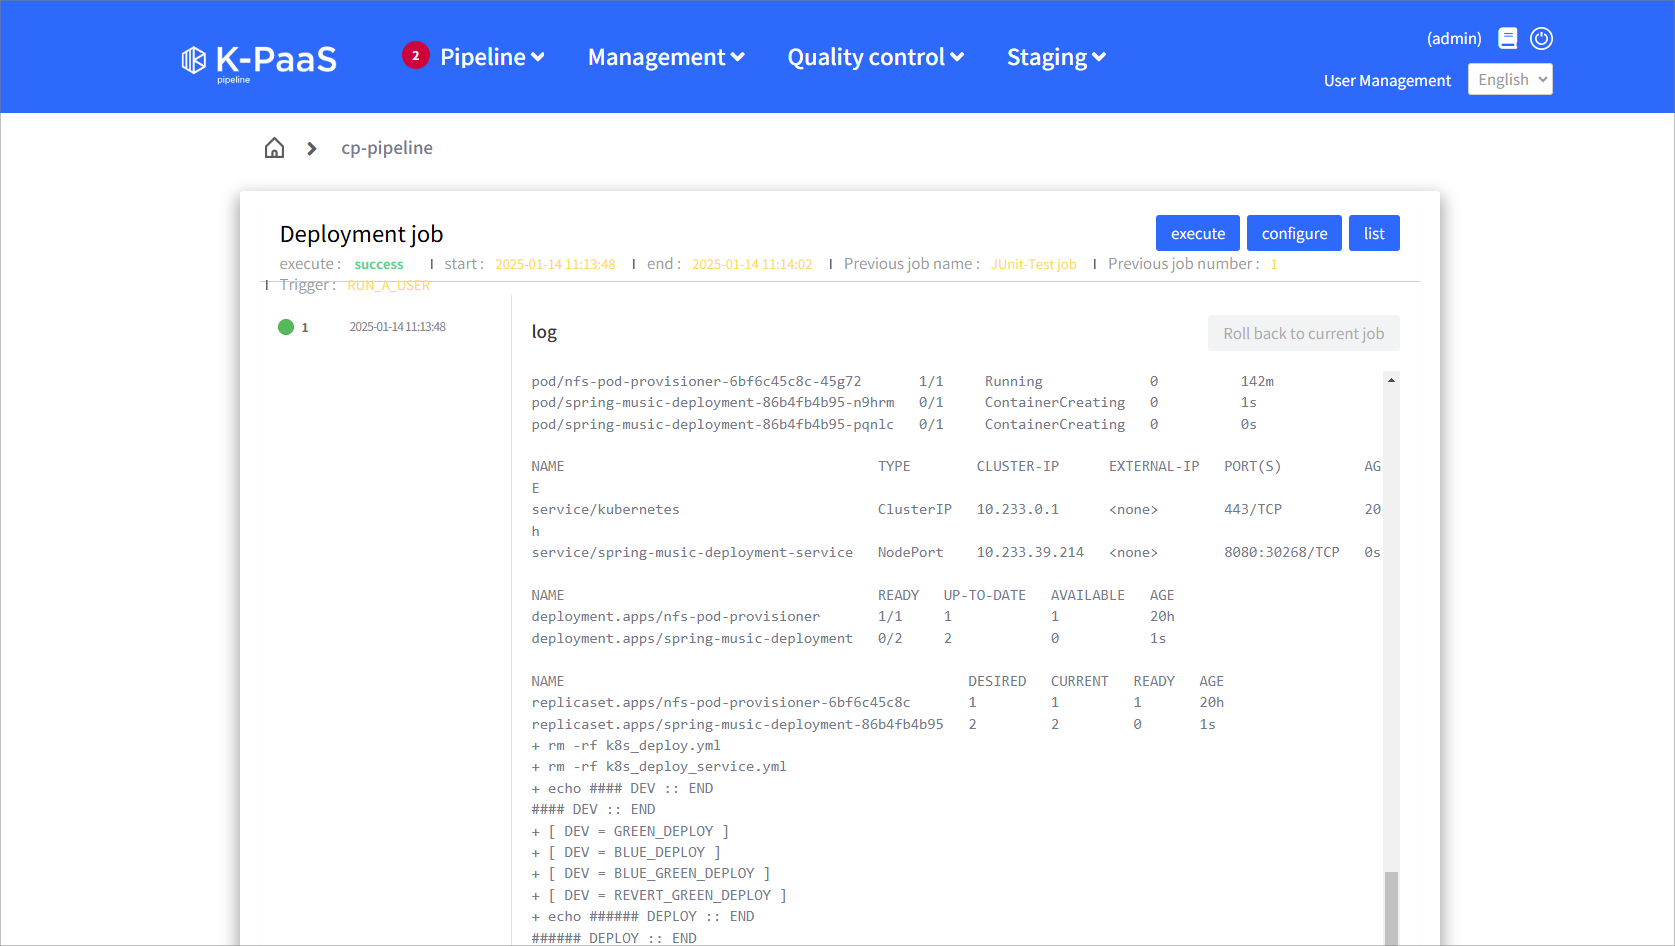 K-PaaS
pipeline
2 Pipeline Management Quality control Staging
(admin)
User Management English
cp-pipeline
Deployment job
execute configure list
execute : success I start : 2025-01-14 11:13:48 I end : 2025-01-14 11:14:02 I Previous job name : JUnit-Test job I Previous job number : 1
I Trigger : RUN_A_USER
1 2025-01-14 11:13:48
log
Roll back to current job
pod/nfs-pod-provisioner-6bf6c45c8c-45g72 1/1 Running 0 142m
pod/spring-music-deployment-86b4fb4b95-n9hrm 0/1 ContainerCreating 0 1s
pod/spring-music-deployment-86b4fb4b95-pqnlc 0/1 ContainerCreating 0 0s
NAME TYPE CLUSTER-IP EXTERNAL-IP PORT(S) AG
E
service/kubernetes ClusterIP 10.233.0.1 <none> 443/TCP 20
h
service/spring-music-deployment-service NodePort 10.233.39.214 <none> 8080:30268/TCP 0s
NAME READY UP-TO-DATE AVAILABLE AGE
deployment.apps/nfs-pod-provisioner 1/1 1 1 20h
deployment.apps/spring-music-deployment 0/2 2 0 1s
NAME DESIRED CURRENT READY AGE
replicaset.apps/nfs-pod-provisioner-6bf6c45c8c 1 1 1 20h
replicaset.apps/spring-music-deployment-86b4fb4b95 2 2 0 1s
+ rm -rf k8s_deploy.yml
+ rm -rf k8s_deploy_service.yml
+ echo #### DEV :: END
#### DEV :: END
+ [ DEV = GREEN_DEPLOY ]
+ [ DEV = BLUE_DEPLOY ]
+ [ DEV = BLUE_GREEN_DEPLOY ]
+ [ DEV = REVERT_GREEN_DEPLOY ]
+ echo ###### DEPLOY :: END
###### DEPLOY :: END